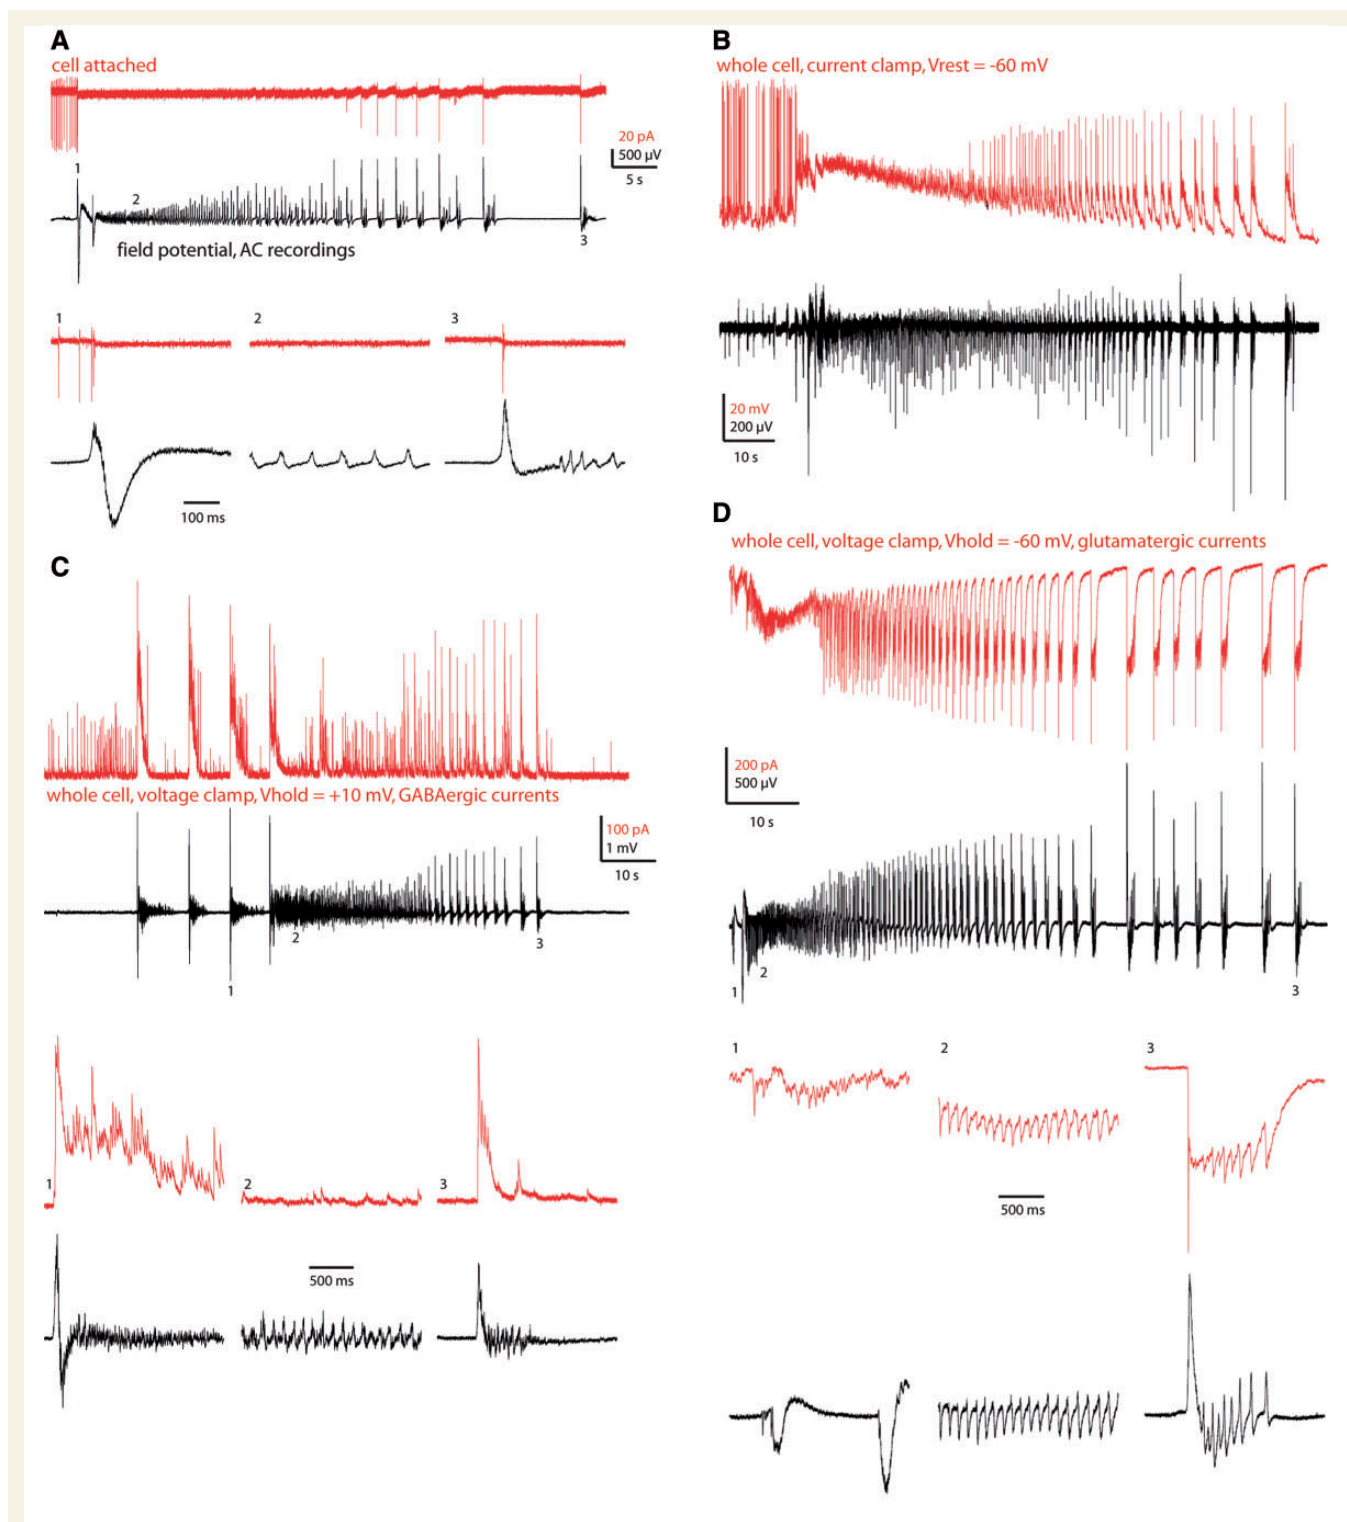 A
cell attached
20 pA
500 µV
5 s
1
2
3
field potential, AC recordings
1
2
3
100 ms
B
whole cell, current clamp, Vrest = -60 mV
20 mV
200 µV
10 s
C
whole cell, voltage clamp, Vhold = +10 mV, GABAergic currents
100 pA
1 mV
10 s
2
3
1
1
2
3
500 ms
D
whole cell, voltage clamp, Vhold = -60 mV, glutamatergic currents
200 pA
500 µV
10 s
2
1
3
1
2
3
500 ms